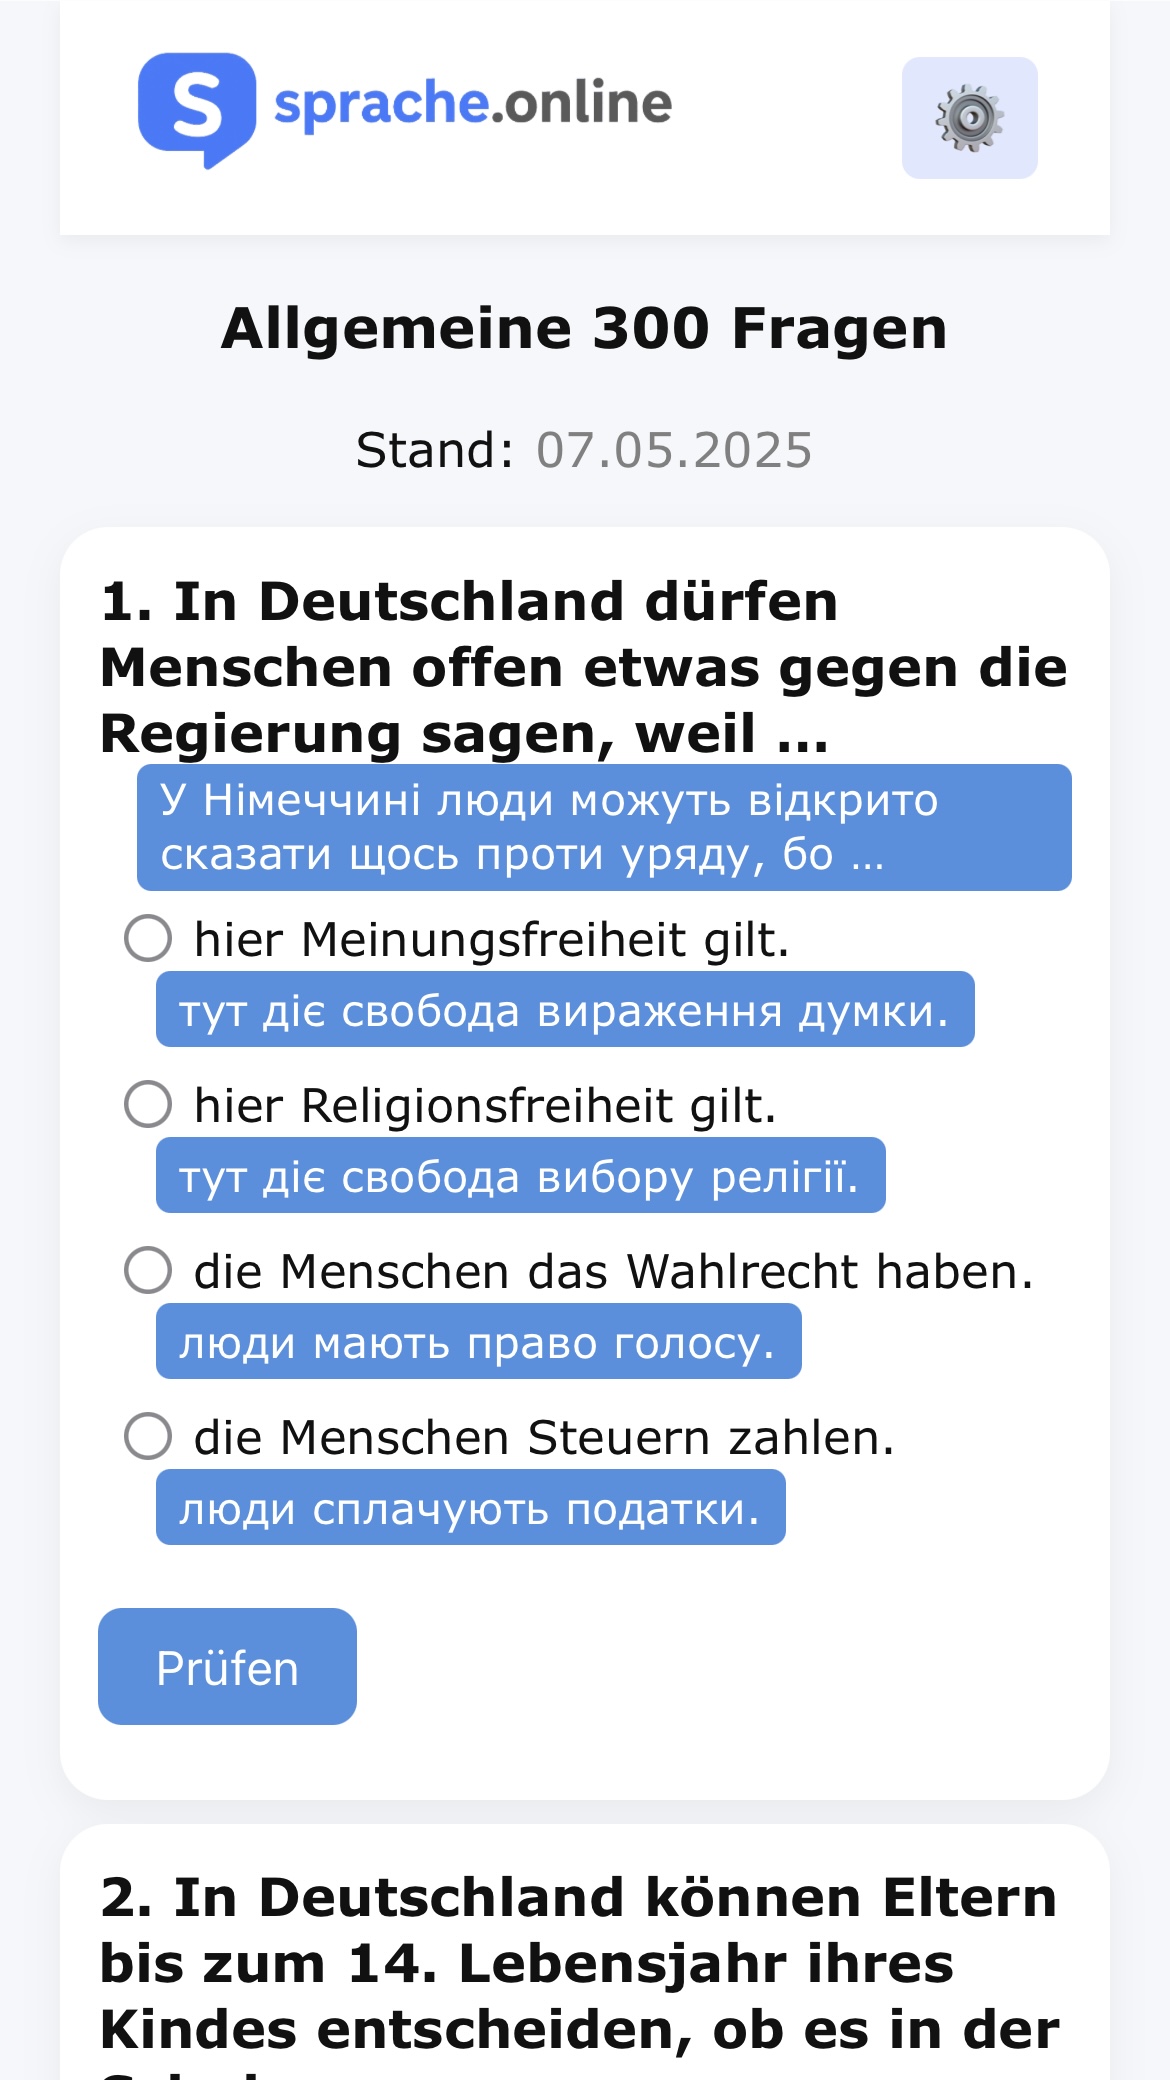 S sprache.online
Allgemeine 300 Fragen
Stand: 07.05.2025
1. In Deutschland dürfen
Menschen offen etwas gegen die
Regierung sagen, weil ...
У Німеччині люди можуть відкрито
сказати щось проти уряду, бо ...
hier Meinungsfreiheit gilt.
тут діє свобода вираження думки.
hier Religionsfreiheit gilt.
тут діє свобода вибору релігії.
die Menschen das Wahlrecht haben.
люди мають право голосу.
die Menschen Steuern zahlen.
люди сплачують податки.
Prüfen
2. In Deutschland können Eltern
bis zum 14. Lebensjahr ihres
Kindes entscheiden, ob es in der